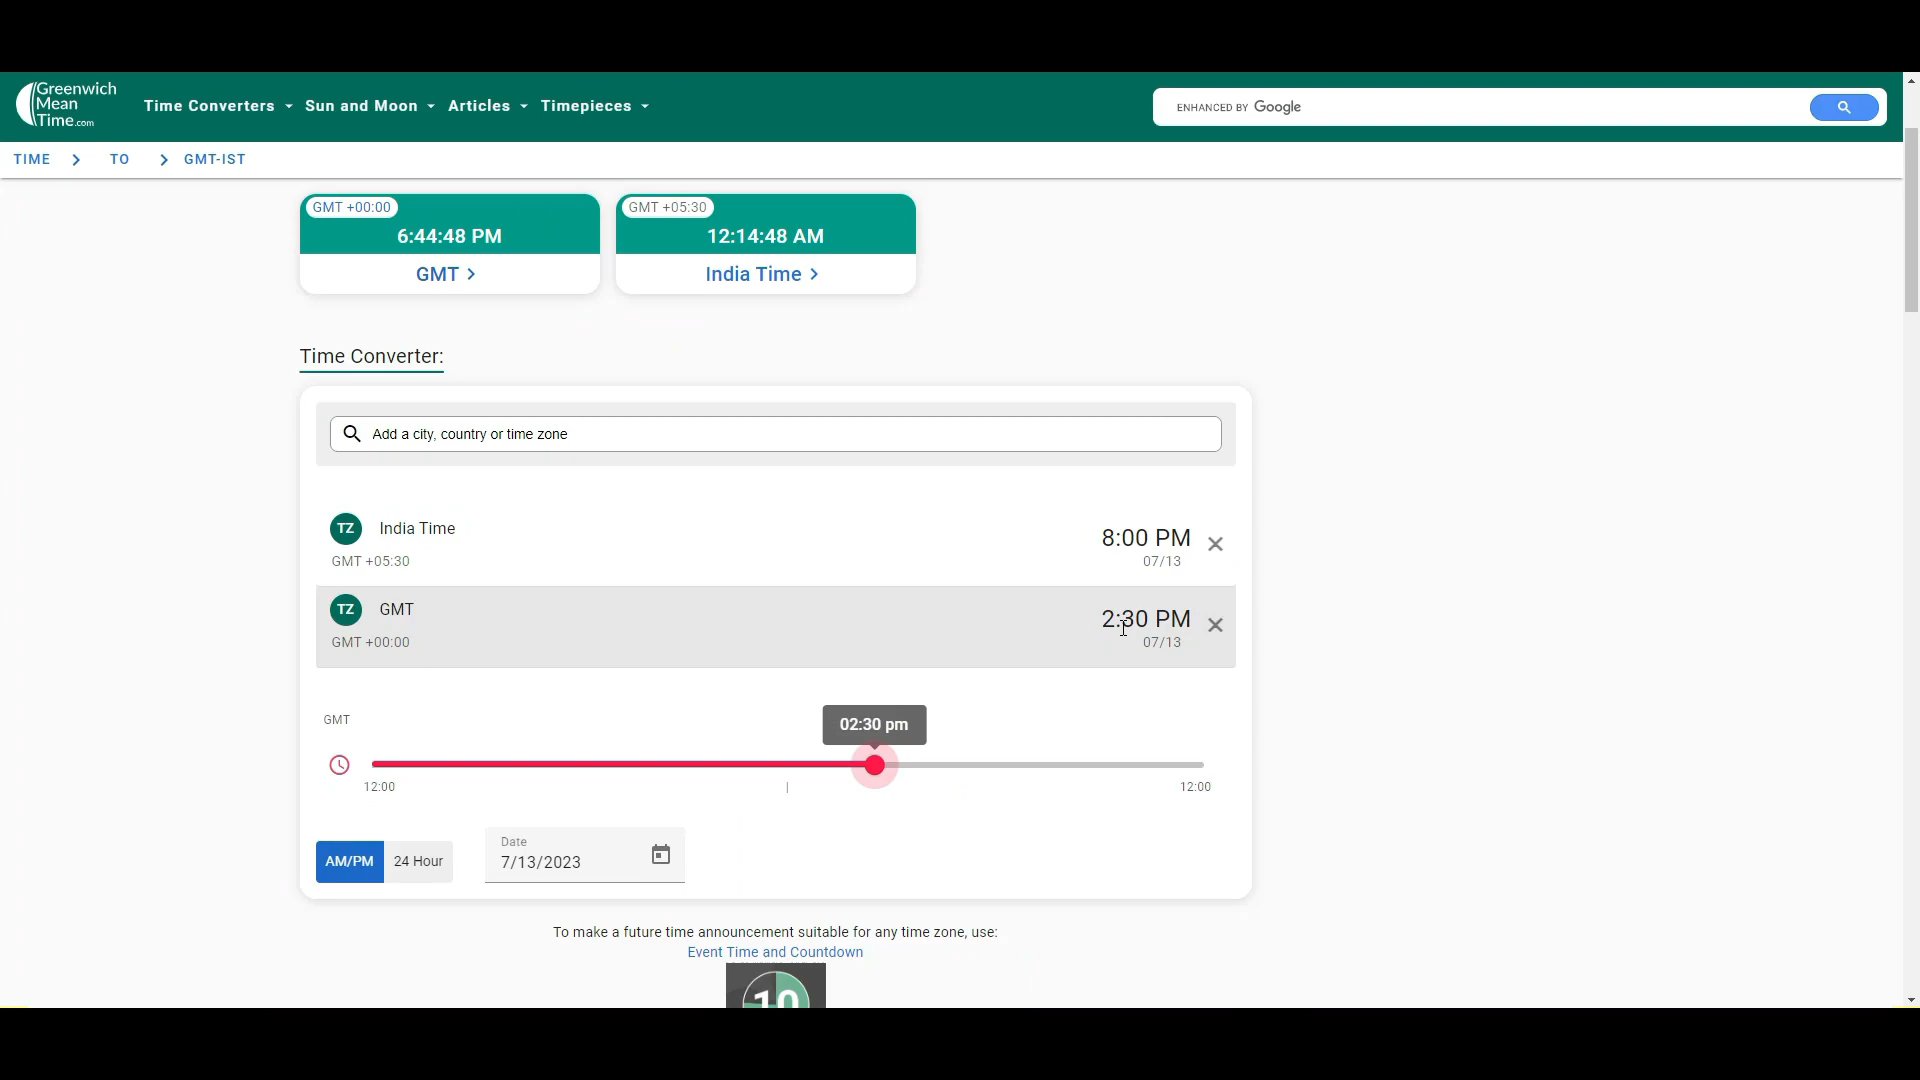 Greenwich
Mean
Time.com
Time Converters
Sun and Moon
Articles
Timepieces
ENHANCED BY Google
TIME > TO > GMT-IST
GMT +00:00
6:44:48 PM
GMT >
GMT +05:30
12:14:48 AM
India Time >
Time Converter:
Add a city, country or time zone
TZ India Time
GMT +05:30
8:00 PM
07/13
TZ GMT
GMT +00:00
2:30 PM
07/13
GMT
02:30 pm
12:00 | 12:00
AM/PM 24 Hour
Date
7/13/2023
To make a future time announcement suitable for any time zone, use:
Event Time and Countdown
10